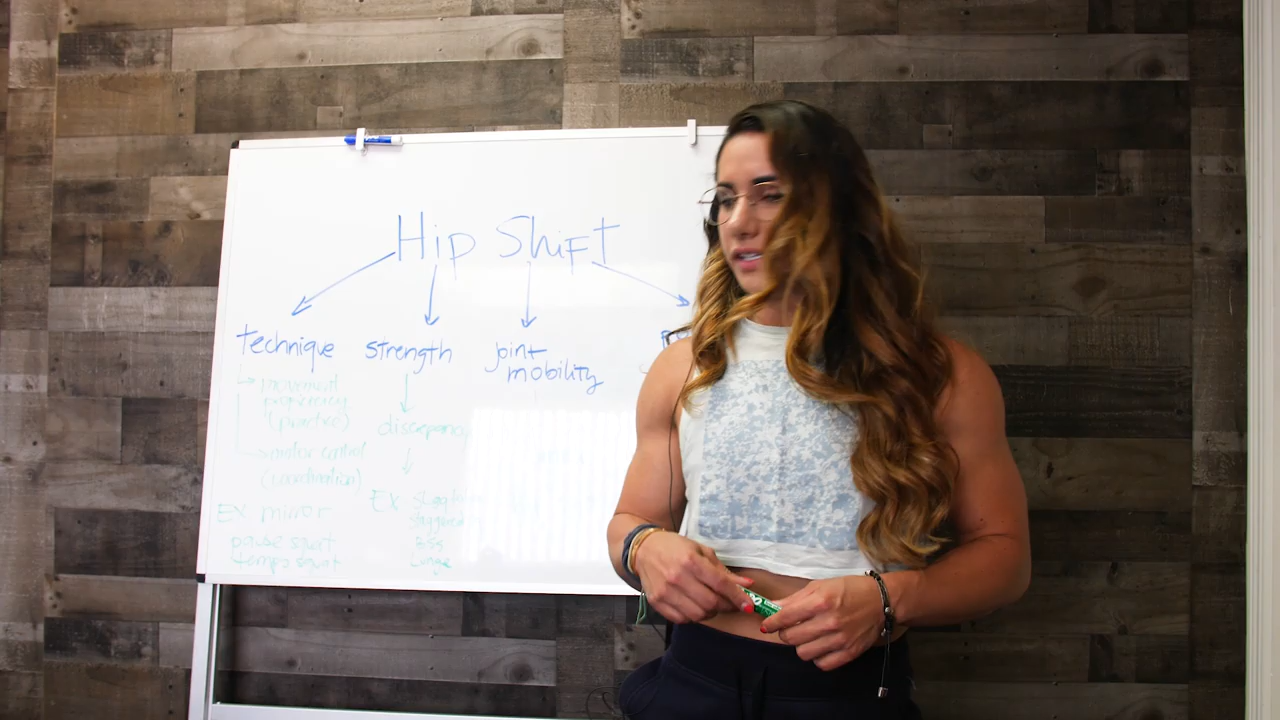 Hip Shift
technique
strength
joint
mobility
movement
proficiency
(practice)
motor control
(coordination)
EX mirror
pause squat
tempo squat
EX
staggered
BSS
Lunge